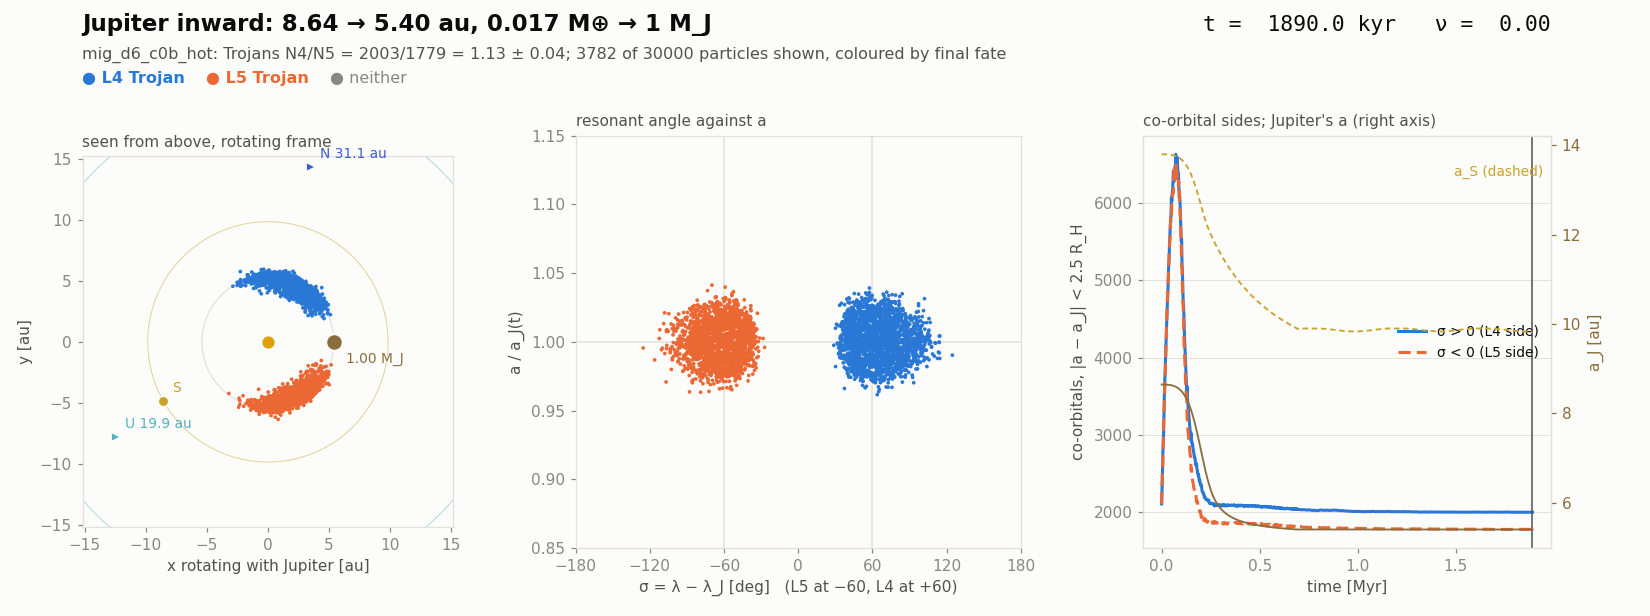 Jupiter inward: 8.64 → 5.40 au, 0.017 M⊕ → 1 M_J
t =  1890.0 kyr   ν =  0.00
mig_d6_c0b_hot: Trojans N4/N5 = 2003/1779 = 1.13 ± 0.04; 3782 of 30000 particles shown, coloured by final fate
● L4 Trojan ● L5 Trojan ● neither
seen from above, rotating frame
N 31.1 au
15
10
5
0
−5
−10
−15
y [au]
1.00 M_J
S
U 19.9 au
−15 −10 −5 0 5 10 15
x rotating with Jupiter [au]
resonant angle against a
1.15
1.10
1.05
1.00
0.95
0.90
0.85
a / a_J(t)
−180 −120 −60 0 60 120 180
σ = λ − λ_J [deg]   (L5 at −60, L4 at +60)
co-orbital sides; Jupiter's a (right axis)
a_S (dashed)
6000
5000
4000
3000
2000
co-orbitals, |a − a_J| < 2.5 R_H
σ > 0 (L4 side)
σ < 0 (L5 side)
14
12
10
8
6
a_J [au]
0.0 0.5 1.0 1.5
time [Myr]